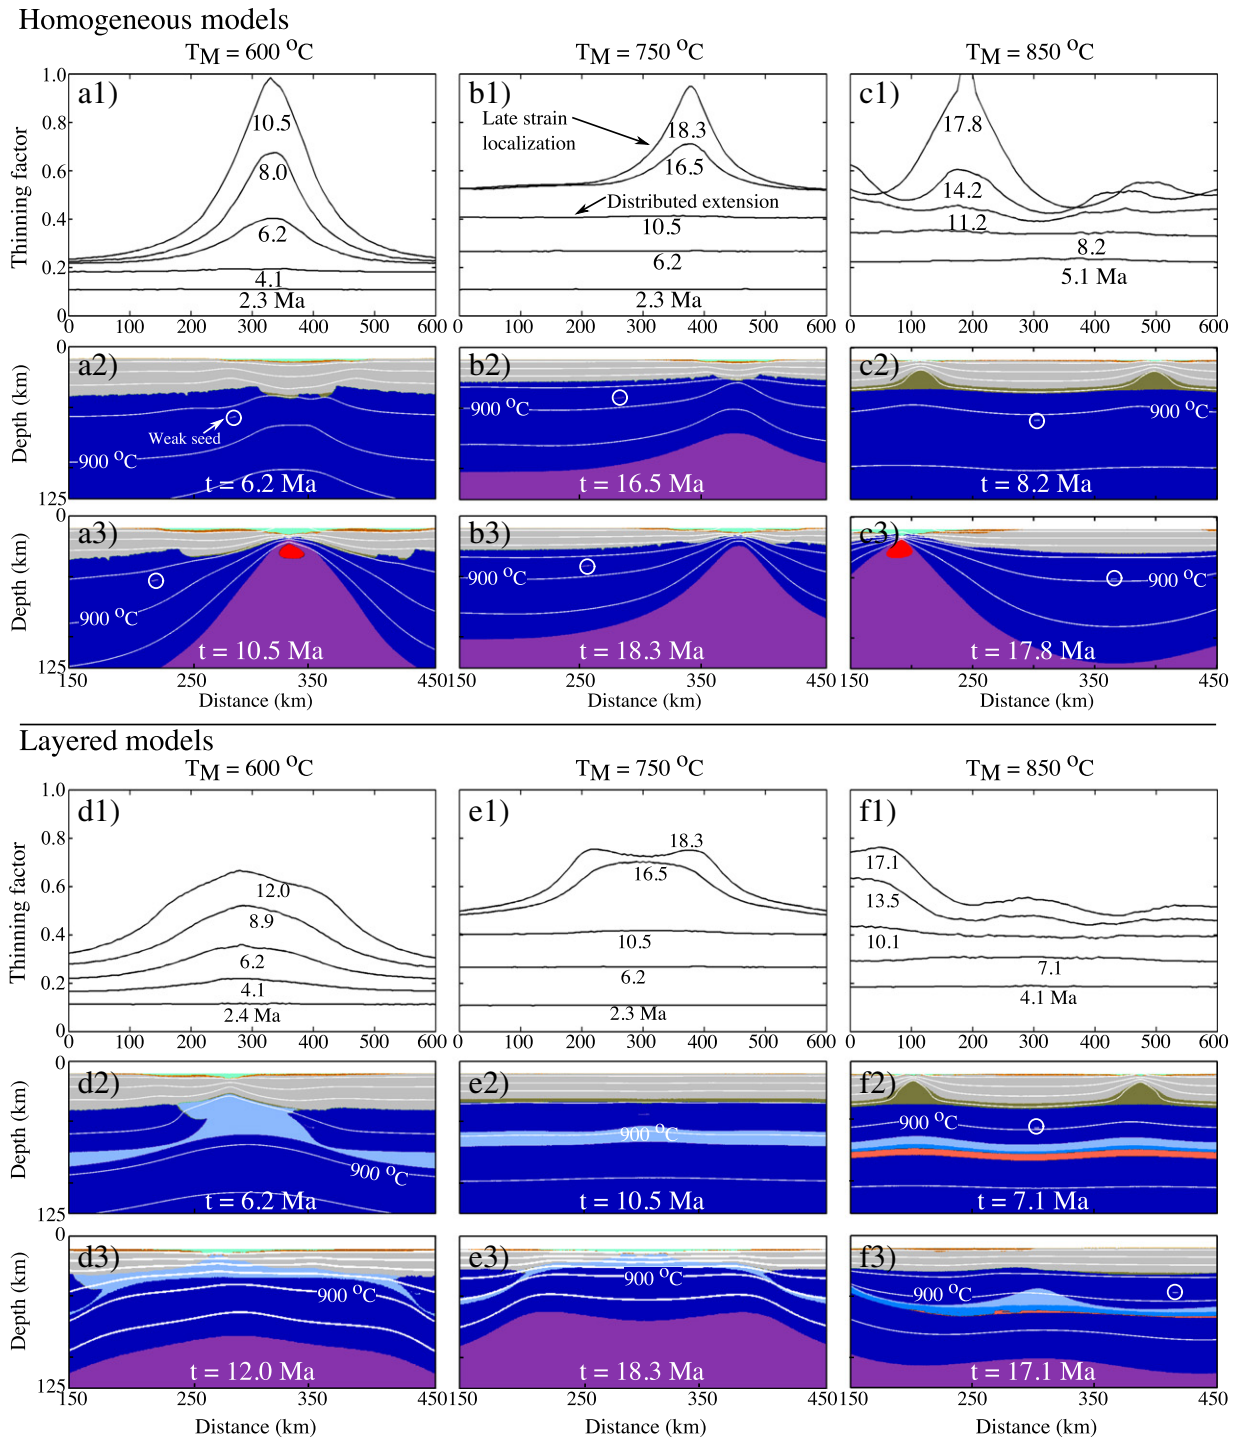 Homogeneous models
TM = 600 °C
TM = 750 °C
TM = 850 °C
a1)
b1)
c1)
Thinning factor
1.0
0.8
0.6
0.4
0.2
0
10.5
8.0
6.2
4.1
2.3 Ma
0 100 200 300 400 500 600
Late strain
localization
18.3
16.5
Distributed extension
10.5
6.2
2.3 Ma
0 100 200 300 400 500 600
17.8
14.2
11.2
8.2
5.1 Ma
0 100 200 300 400 500 600
a2)
b2)
c2)
Depth (km)
0
125
Weak seed
900 °C
t = 6.2 Ma
900 °C
t = 16.5 Ma
900 °C
t = 8.2 Ma
a3)
b3)
c3)
Depth (km)
0
125
900 °C
t = 10.5 Ma
900 °C
t = 18.3 Ma
900 °C
t = 17.8 Ma
150 250 350 450
150 250 350 450
150 250 350 450
Distance (km)
Distance (km)
Distance (km)
Layered models
TM = 600 °C
TM = 750 °C
TM = 850 °C
d1)
e1)
f1)
Thinning factor
1.0
0.8
0.6
0.4
0.2
0
12.0
8.9
6.2
4.1
2.4 Ma
0 100 200 300 400 500 600
18.3
16.5
10.5
6.2
2.3 Ma
0 100 200 300 400 500 600
17.1
13.5
10.1
7.1
4.1 Ma
0 100 200 300 400 500 600
d2)
e2)
f2)
Depth (km)
0
125
900 °C
t = 6.2 Ma
900 °C
t = 10.5 Ma
900 °C
t = 7.1 Ma
d3)
e3)
f3)
Depth (km)
0
125
900 °C
t = 12.0 Ma
900 °C
t = 18.3 Ma
900 °C
t = 17.1 Ma
150 250 350 450
150 250 350 450
150 250 350 450
Distance (km)
Distance (km)
Distance (km)